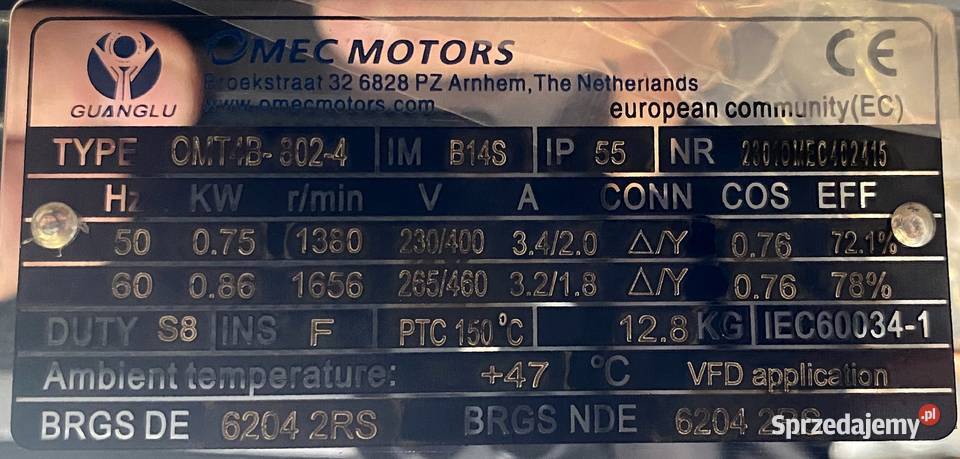 GUANGLU
OMEC MOTORS
CE
Broekstraat 32 6828 PZ Arnhem, The Netherlands
www.omecmotors.com
european community(EC)
TYPE OMT4B-802-4 IM B14S IP 55 NR
Hz KW r/min V A CONN COS EFF
50 0.75 1380 230/400 3.4/2.0 △/Y 0.76 72.1%
60 0.86 1656 265/460 3.2/1.8 △/Y 0.76 78%
DUTY S8 INS F PTC 150°C 12.8 KG IEC60034-1
Ambient temperature: +47 °C VFD application
BRGS DE 6204 2RS BRGS NDE 6204 2RS
Sprzedajemy.pl